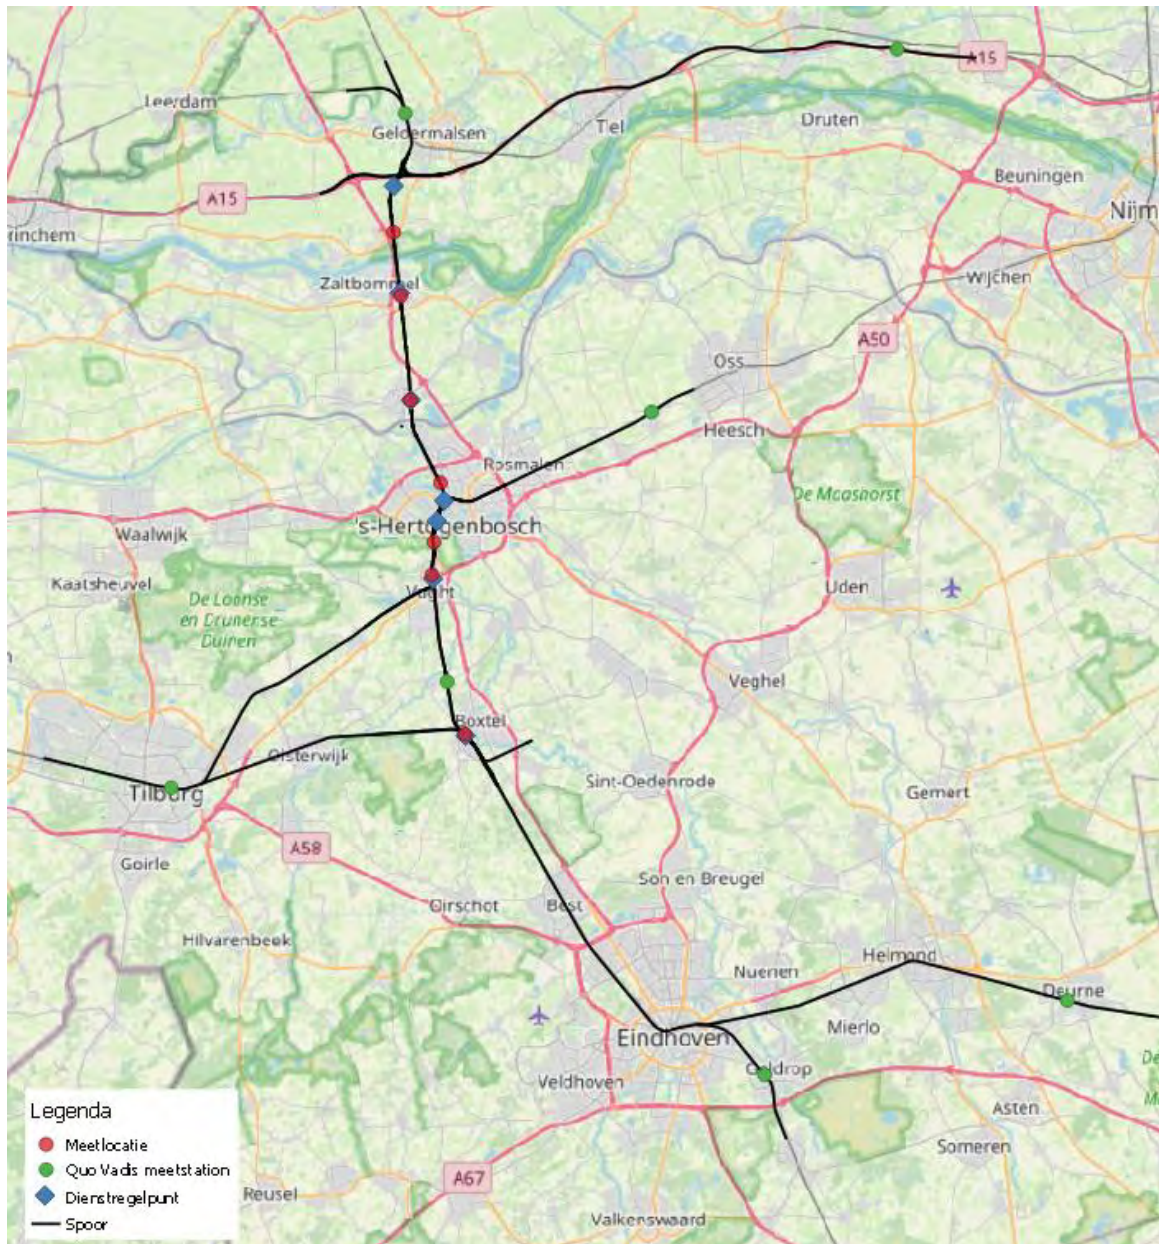 A15
Leerdam
Geldermalsen
Tiel
Druten
Beuningen
A15
Nijm
rinchem
Zaltbommel
Wijchen
A50
Oss
Heesch
Rosmalen
De Maashorst
's-Hertogenbosch
Waalwijk
Kaatsheuvel
Vught
Uden
De Loonse
en Drunense
Duinen
Veghel
Boxtel
Oisterwijk
Sint-Oedenrode
Tilburg
Gemert
A58
Goirle
Son en Breugel
Oirschot
Best
Hilvarenbeek
Nuenen
Helmond
Deurne
Mierlo
Eindhoven
De
Geldrop
Veldhoven
M
Legenda
Asten
Meetlocatie
Someren
Quo Vadis meetstation
A67
Dienstregelpunt
Reusel
Spoor
Valkenswaard